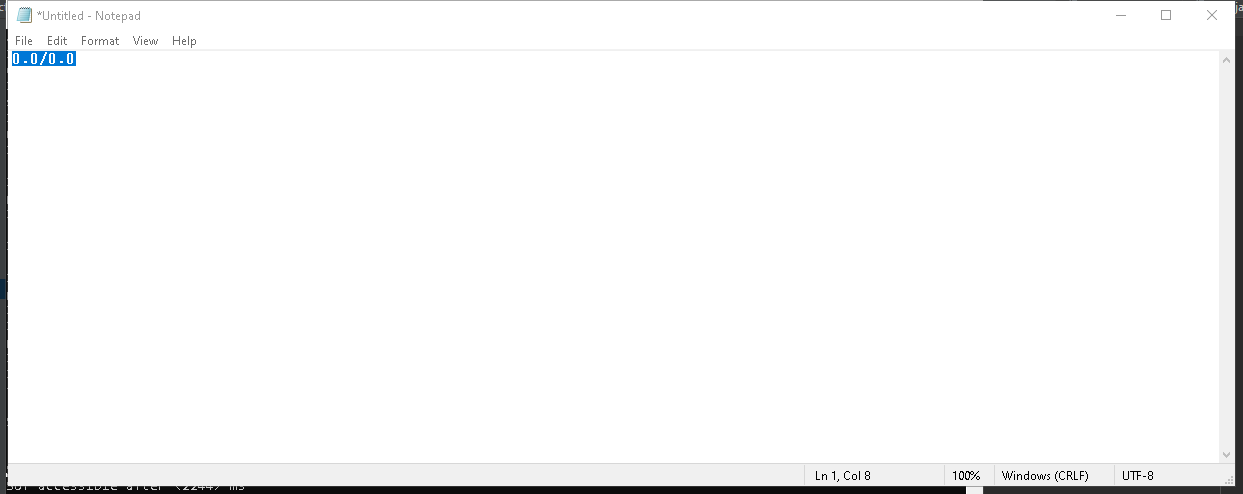 *Untitled - Notepad
File Edit Format View Help
0.0/0.0
Ln 1, Col 8 100% Windows (CRLF) UTF-8
accessible after <2244> ms